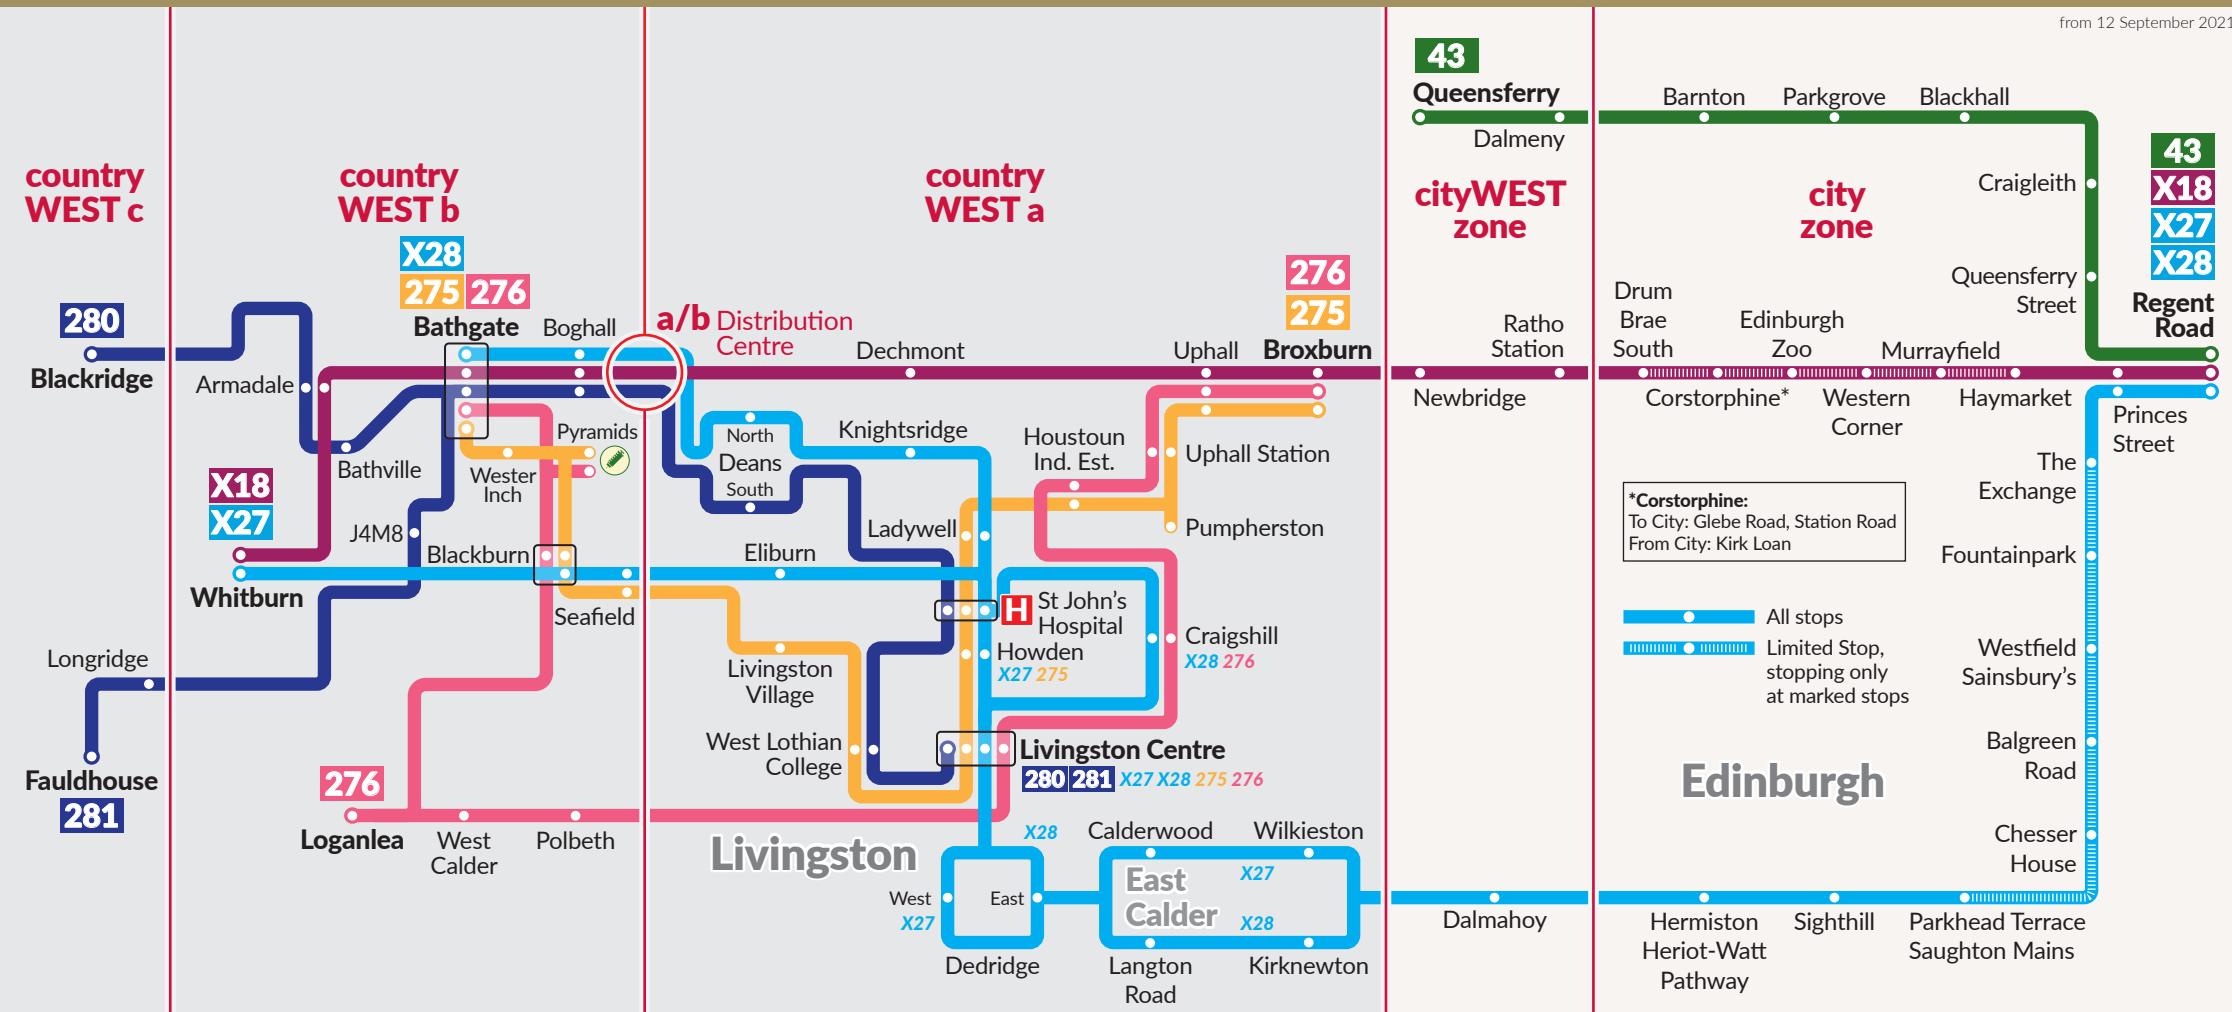 from 12 September 2021
43
Queensferry
Dalmeny
Barnton
Parkgrove
Blackhall
Craigleith
Queensferry
Street
43
X18
X27
X28
Regent
Road
country
WEST c
country
WEST b
country
WEST a
cityWEST
zone
city
zone
X28
275 276
Bathgate
Boghall
a/b Distribution
Centre
Dechmont
Uphall
276
275
Broxburn
Ratho
Station
Newbridge
Drum
Brae
South
Corstorphine*
Edinburgh
Zoo
Western
Corner
Murrayfield
Haymarket
Princes
Street
280
Blackridge
Armadale
Bathville
X18
X27
Whitburn
J4M8
Blackburn
Pyramids
Wester
Inch
Seafield
North
Deans
South
Knightsridge
Ladywell
Eliburn
Houstoun
Ind. Est.
Uphall Station
Pumpherston
H
St John's
Hospital
Howden
X27 275
Craigshill
X28 276
Livingston
Village
West Lothian
College
Livingston Centre
280 281 X27 X28 275 276
Longridge
Fauldhouse
281
276
Loganlea
West
Calder
Polbeth
Livingston
X28
West
X27
East
Dedridge
Calderwood
Wilkieston
East
Calder
X27
X28
Langton
Road
Kirknewton
Dalmahoy
Hermiston
Heriot-Watt
Pathway
Sighthill
Parkhead Terrace
Saughton Mains
The
Exchange
Fountainpark
Westfield
Sainsbury's
Balgreen
Road
Chesser
House
Edinburgh
*Corstorphine:
To City: Glebe Road, Station Road
From City: Kirk Loan
All stops
Limited Stop,
stopping only
at marked stops